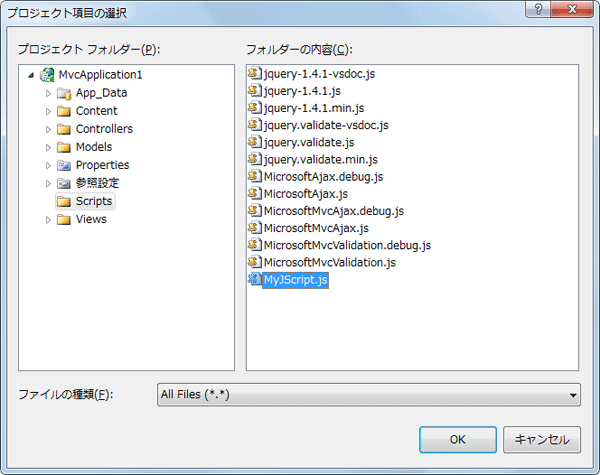 プロジェクト項目の選択
プロジェクト フォルダー(P):
MvcApplication1
App_Data
Content
Controllers
Models
Properties
参照設定
Scripts
Views
フォルダーの内容(C):
jquery-1.4.1-vsdoc.js
jquery-1.4.1.js
jquery-1.4.1.min.js
jquery.validate-vsdoc.js
jquery.validate.js
jquery.validate.min.js
MicrosoftAjax.debug.js
MicrosoftAjax.js
MicrosoftMvcAjax.debug.js
MicrosoftMvcAjax.js
MicrosoftMvcValidation.debug.js
MicrosoftMvcValidation.js
MyJScript.js
ファイルの種類(F):
All Files (*.*)
OK
キャンセル